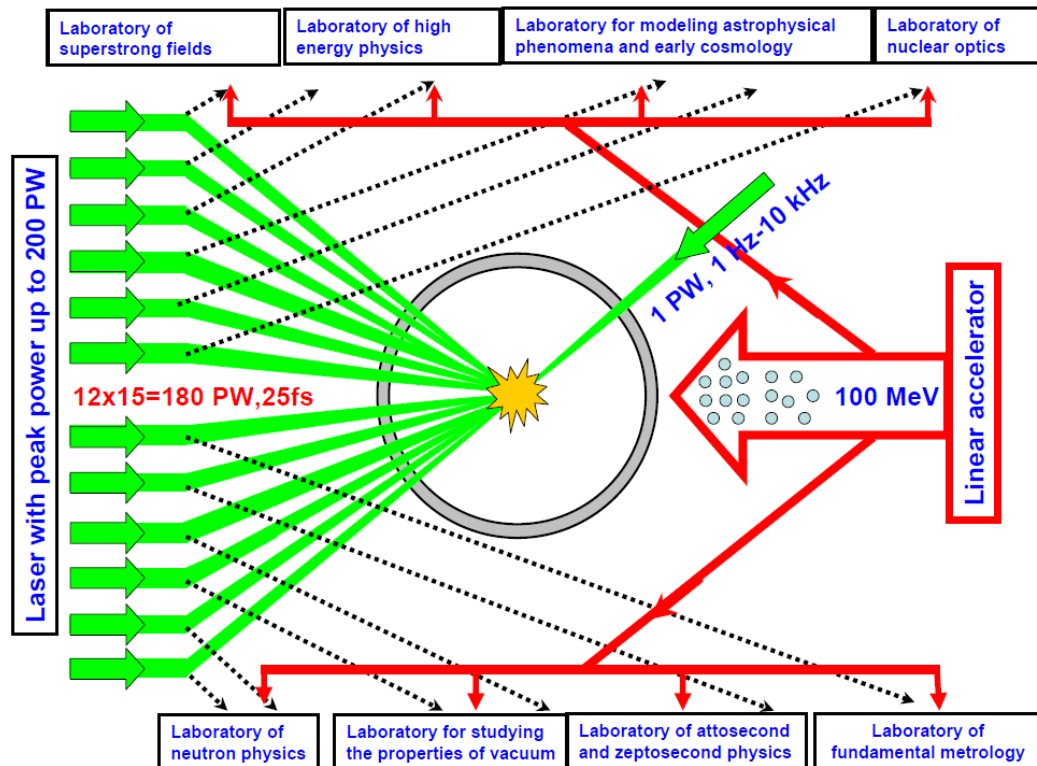 Laboratory of
superstrong fields
Laboratory of high
energy physics
Laboratory for modeling astrophysical
phenomena and early cosmology
Laboratory of
nuclear optics
Laser with peak power up to 200 PW
1 PW, 1 Hz-10 kHz
12x15=180 PW,25fs
100 MeV
Linear accelerator
Laboratory of
neutron physics
Laboratory for studying
the properties of vacuum
Laboratory of attosecond
and zeptosecond physics
Laboratory of
fundamental metrology